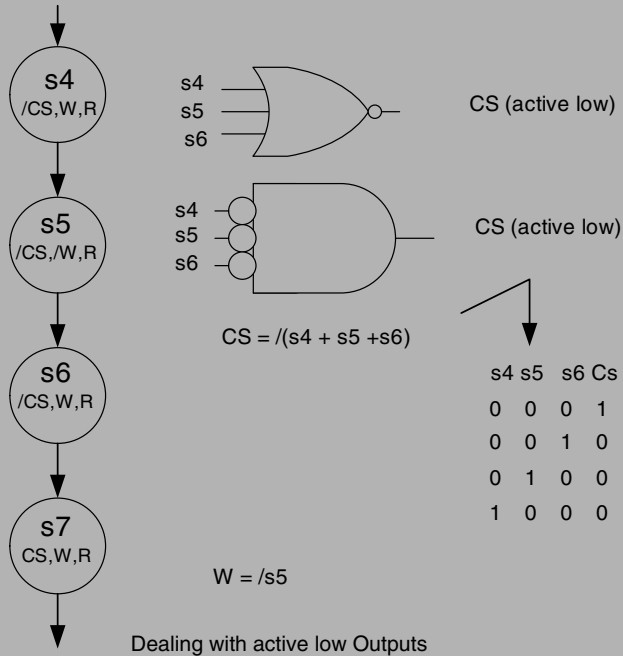 s4
/CS,W,R
s5
/CS,/W,R
s6
/CS,W,R
s7
CS,W,R
s4
s5
s6
CS (active low)
s4
s5
s6
CS (active low)
CS = /(s4 + s5 +s6)
s4 s5 s6 Cs
0 0 0 1
0 0 1 0
0 1 0 0
1 0 0 0
W = /s5
Dealing with active low Outputs